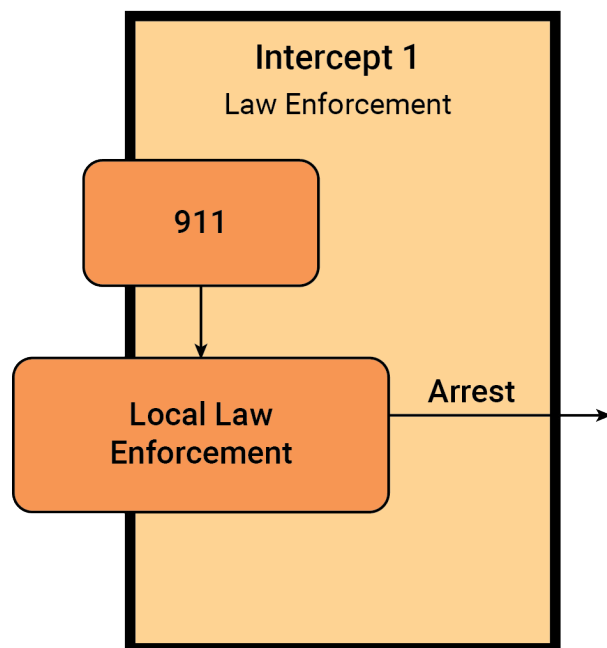 Intercept 1
Law Enforcement
911
Local Law
Enforcement
Arrest